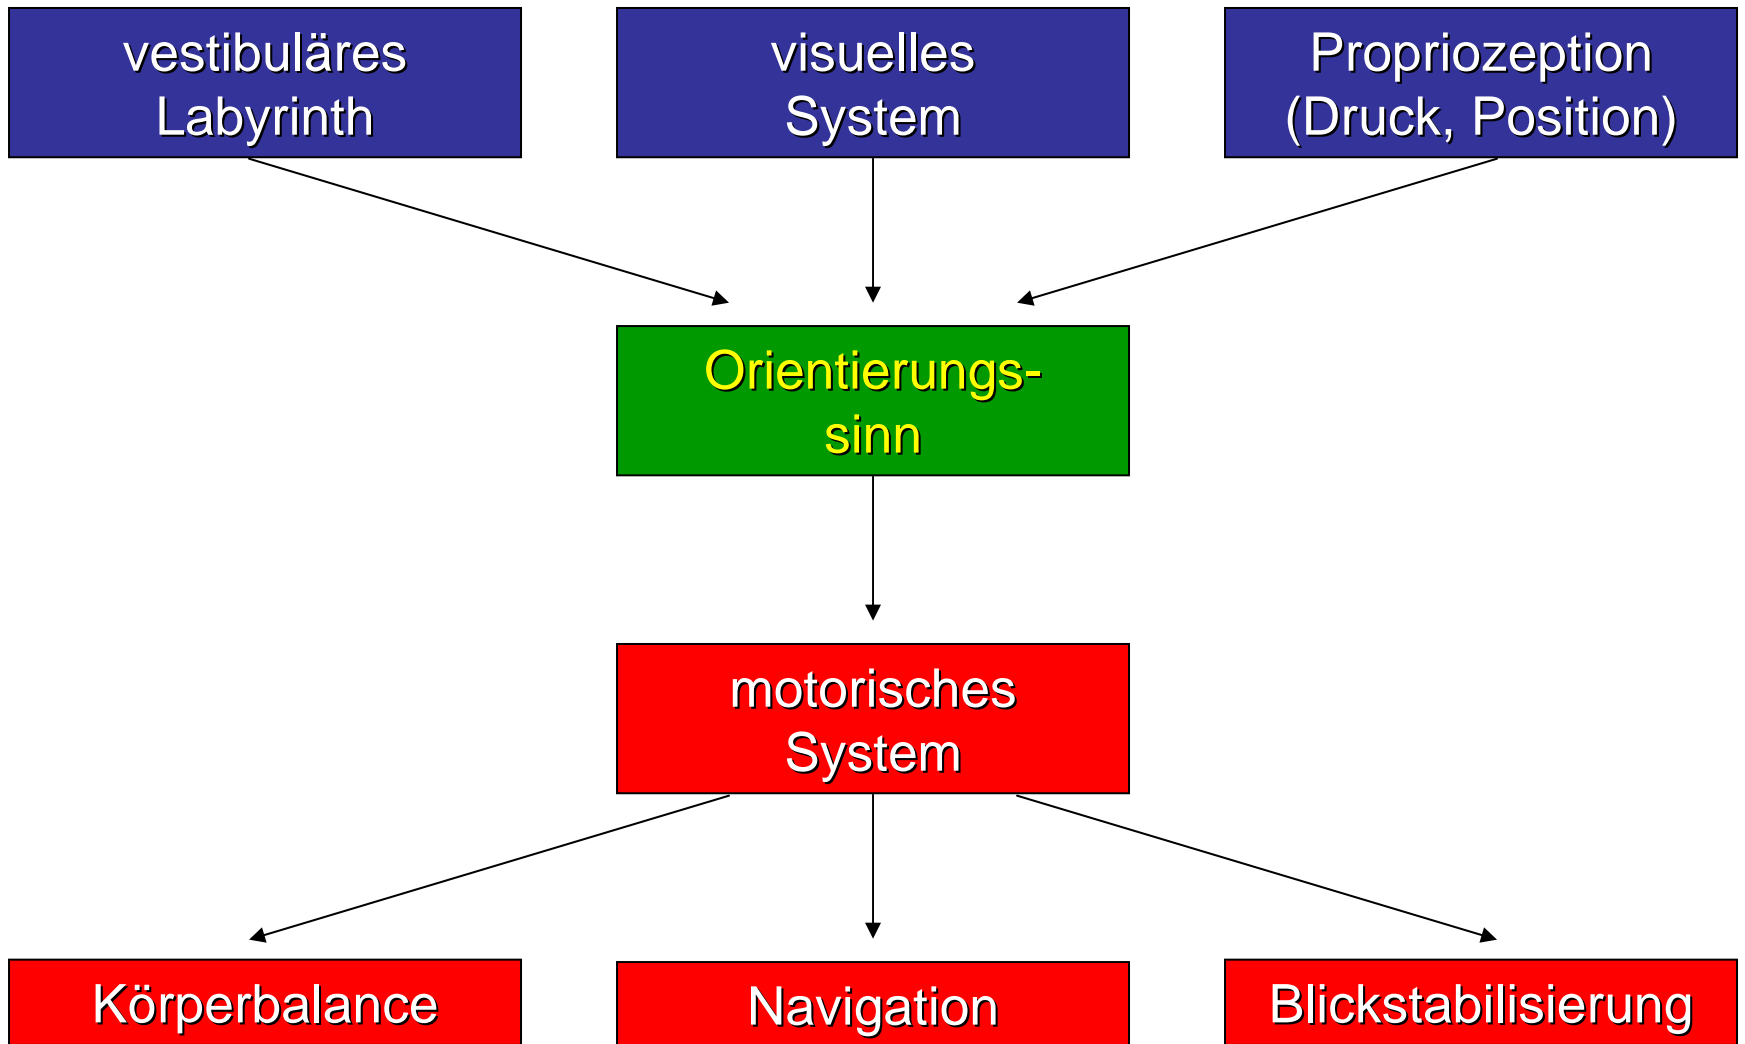 vestibuläres
Labyrinth
visuelles
System
Propriozeption
(Druck, Position)
Orientierungs-
sinn
motorisches
System
Körperbalance
Navigation
Blickstabilisierung